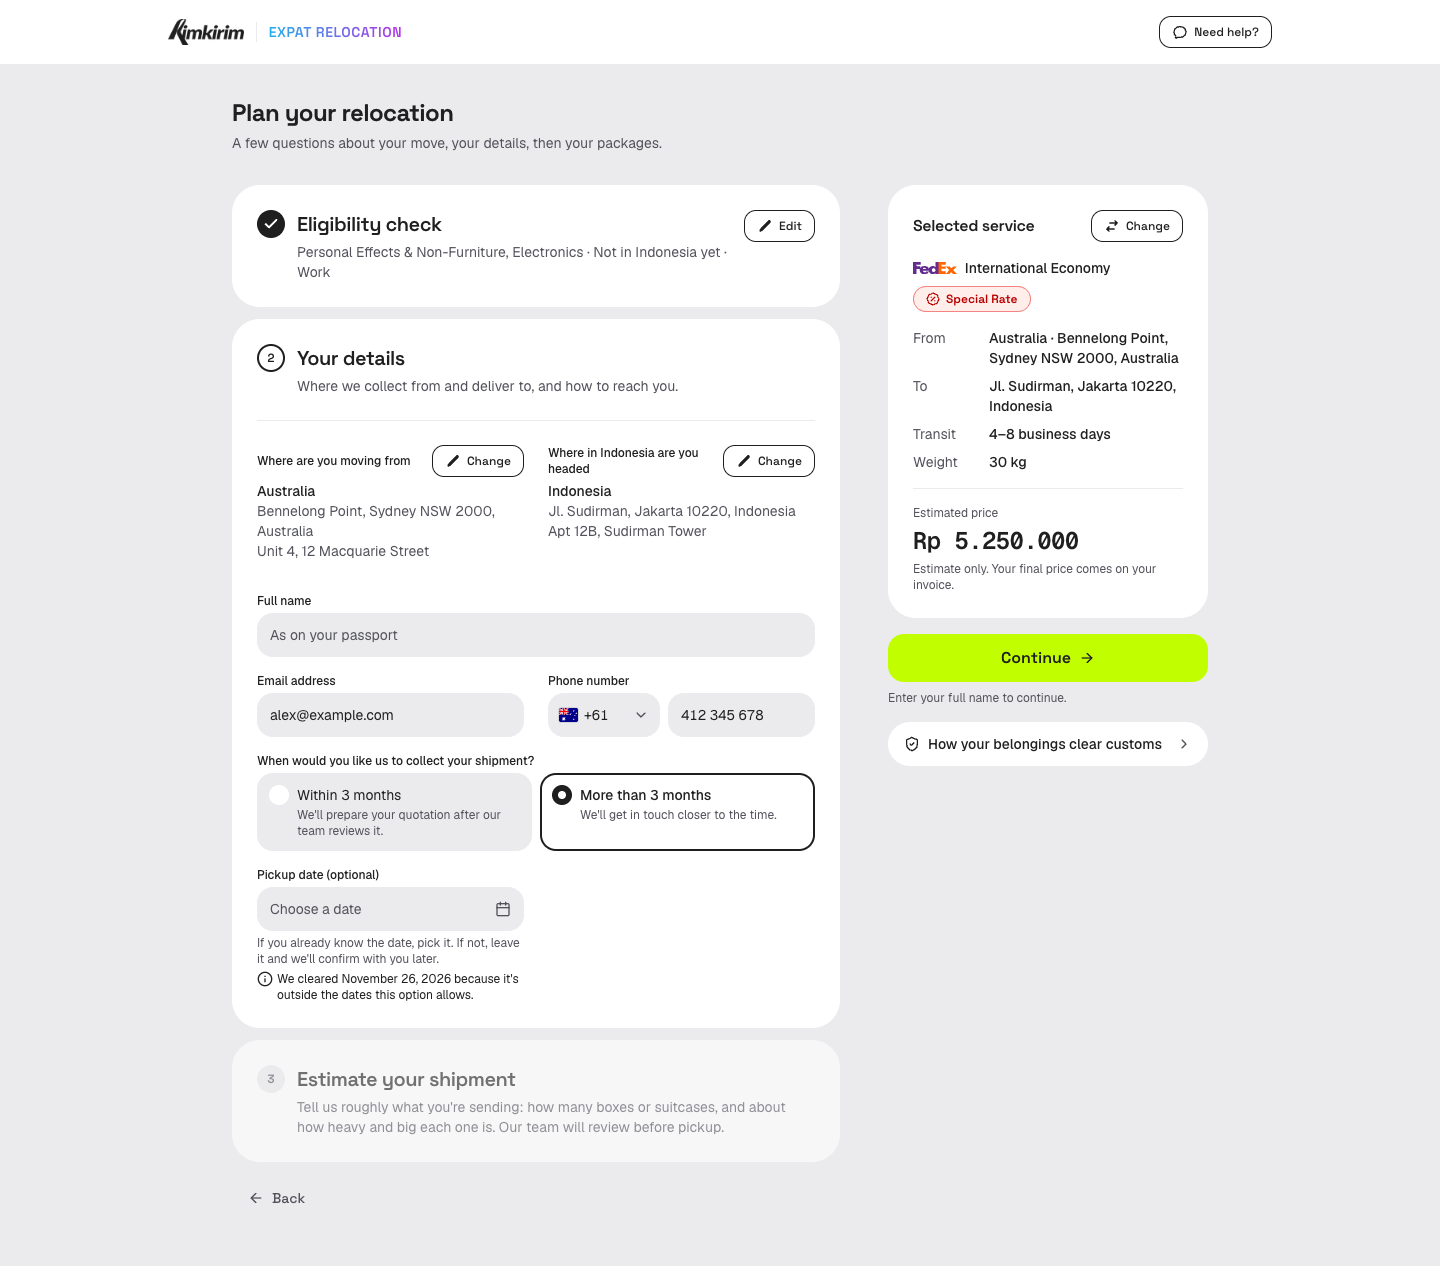 Kimkirim
EXPAT RELOCATION
Need help?
Plan your relocation
A few questions about your move, your details, then your packages.
Eligibility check
Edit
Personal Effects & Non-Furniture, Electronics · Not in Indonesia yet ·
Work
2
Your details
Where we collect from and deliver to, and how to reach you.
Where are you moving from
Change
Australia
Bennelong Point, Sydney NSW 2000,
Australia
Unit 4, 12 Macquarie Street
Where in Indonesia are you
headed
Change
Indonesia
Jl. Sudirman, Jakarta 10220, Indonesia
Apt 12B, Sudirman Tower
Full name
As on your passport
Email address
alex@example.com
Phone number
+61
412 345 678
When would you like us to collect your shipment?
Within 3 months
We'll prepare your quotation after our
team reviews it.
More than 3 months
We'll get in touch closer to the time.
Pickup date (optional)
Choose a date
If you already know the date, pick it. If not, leave
it and we'll confirm with you later.
We cleared November 26, 2026 because it's
outside the dates this option allows.
3
Estimate your shipment
Tell us roughly what you're sending: how many boxes or suitcases, and about
how heavy and big each one is. Our team will review before pickup.
Back
Selected service
Change
FedEx International Economy
Special Rate
From
Australia · Bennelong Point,
Sydney NSW 2000, Australia
To
Jl. Sudirman, Jakarta 10220,
Indonesia
Transit
4–8 business days
Weight
30 kg
Estimated price
Rp 5.250.000
Estimate only. Your final price comes on your
invoice.
Continue
Enter your full name to continue.
How your belongings clear customs